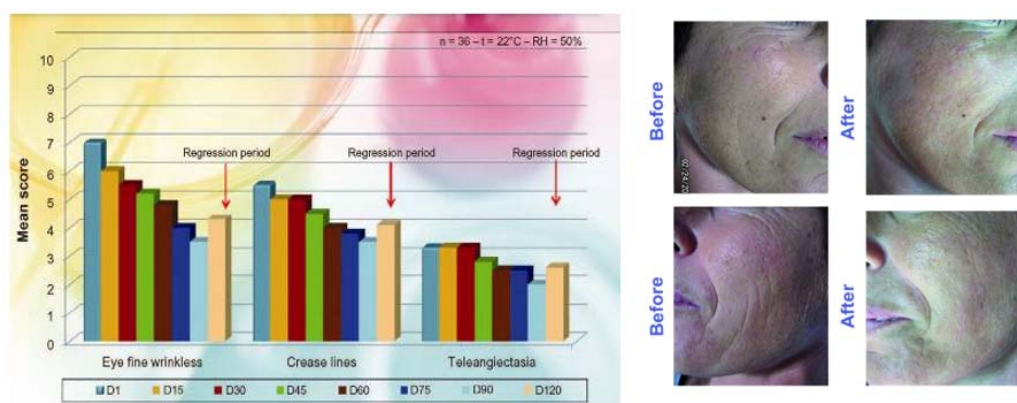 n = 36 – t = 22°C – RH = 50%
10
9
8
7
6
5
4
3
2
1
0
Mean score
Regression period
Regression period
Regression period
Eye fine wrinkless
Crease lines
Teleangiectasia
D1 D15 D30 D45 D60 D75 D90 D120
Before
After
Before
After